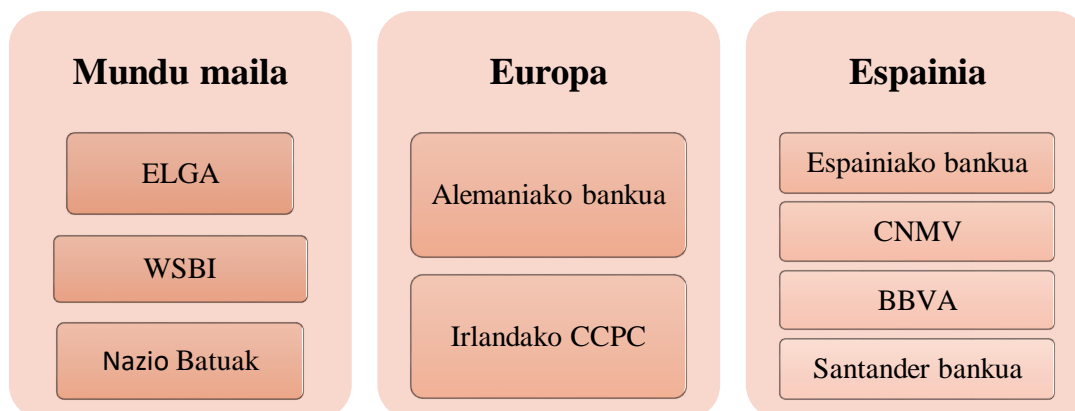 Mundu maila
ELGA
WSBI
Nazio Batuak
Europa
Alemaniako bankua
Irlandako CCPC
Espainia
Espainiako bankua
CNMV
BBVA
Santander bankua